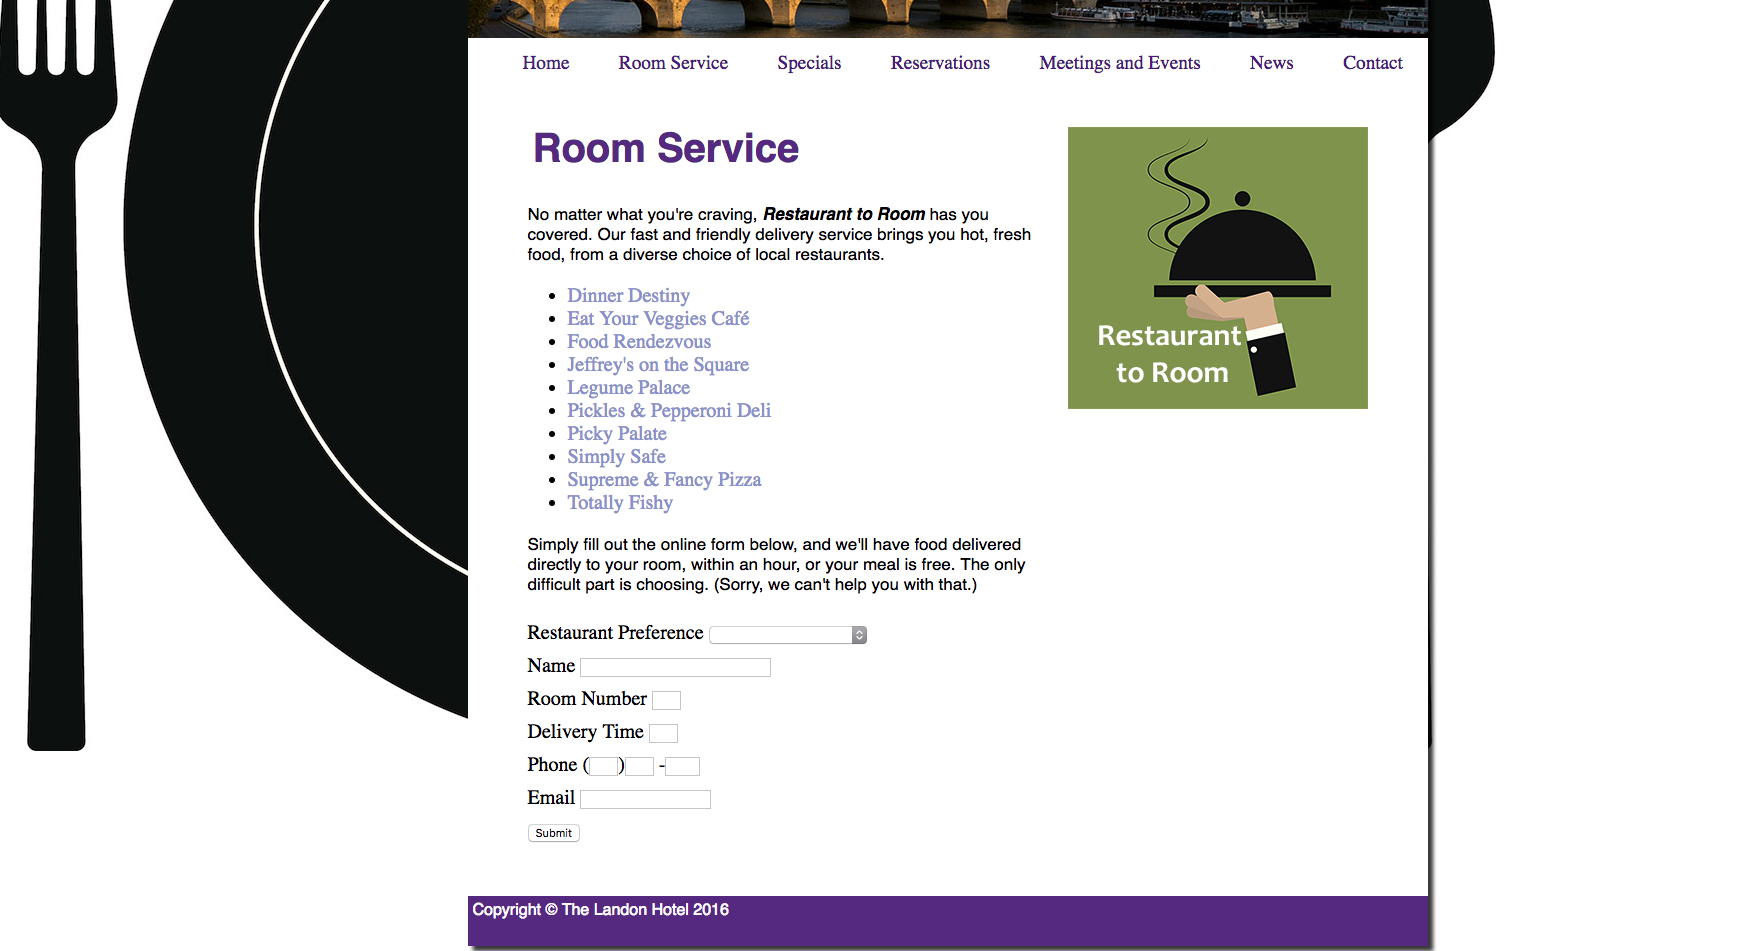 Home Room Service Specials Reservations Meetings and Events News Contact
Room Service
No matter what you're craving, Restaurant to Room has you
covered. Our fast and friendly delivery service brings you hot, fresh
food, from a diverse choice of local restaurants.
Dinner Destiny
Eat Your Veggies Café
Food Rendezvous
Jeffrey's on the Square
Legume Palace
Pickles & Pepperoni Deli
Picky Palate
Simply Safe
Supreme & Fancy Pizza
Totally Fishy
Simply fill out the online form below, and we'll have food delivered
directly to your room, within an hour, or your meal is free. The only
difficult part is choosing. (Sorry, we can't help you with that.)
Restaurant Preference
Name
Room Number
Delivery Time
Phone ( ) -
Email
Submit
Restaurant
to Room
Copyright © The Landon Hotel 2016